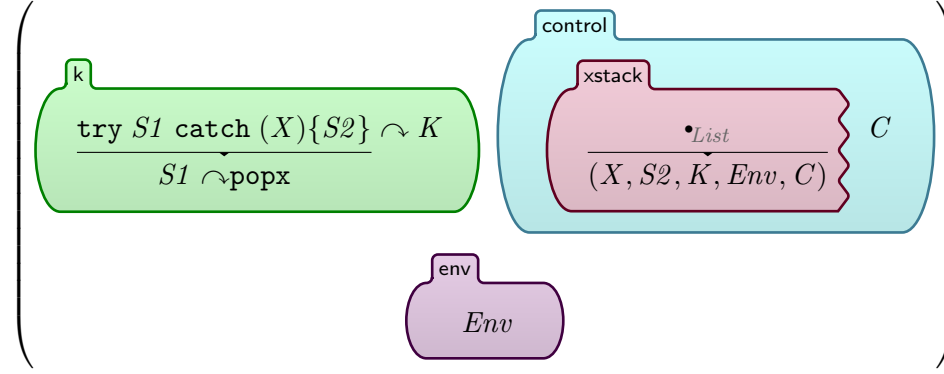 control
k
xstack
try S1 catch (X){S2} ↷ K
S1 ↷popx
•List
(X, S2, K, Env, C)
C
env
Env